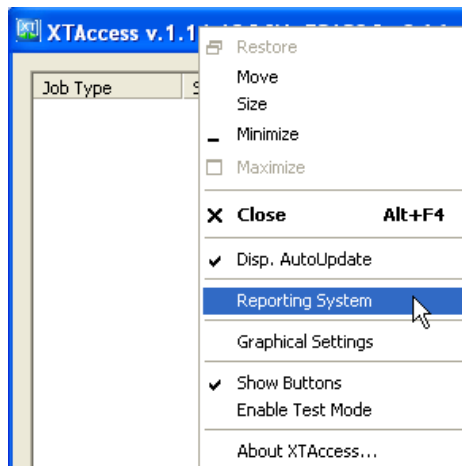 XTAccess v.1.1
Restore
Job Type
Move
Size
Minimize
Maximize
Close Alt+F4
Disp. AutoUpdate
Reporting System
Graphical Settings
Show Buttons
Enable Test Mode
About XTAccess...